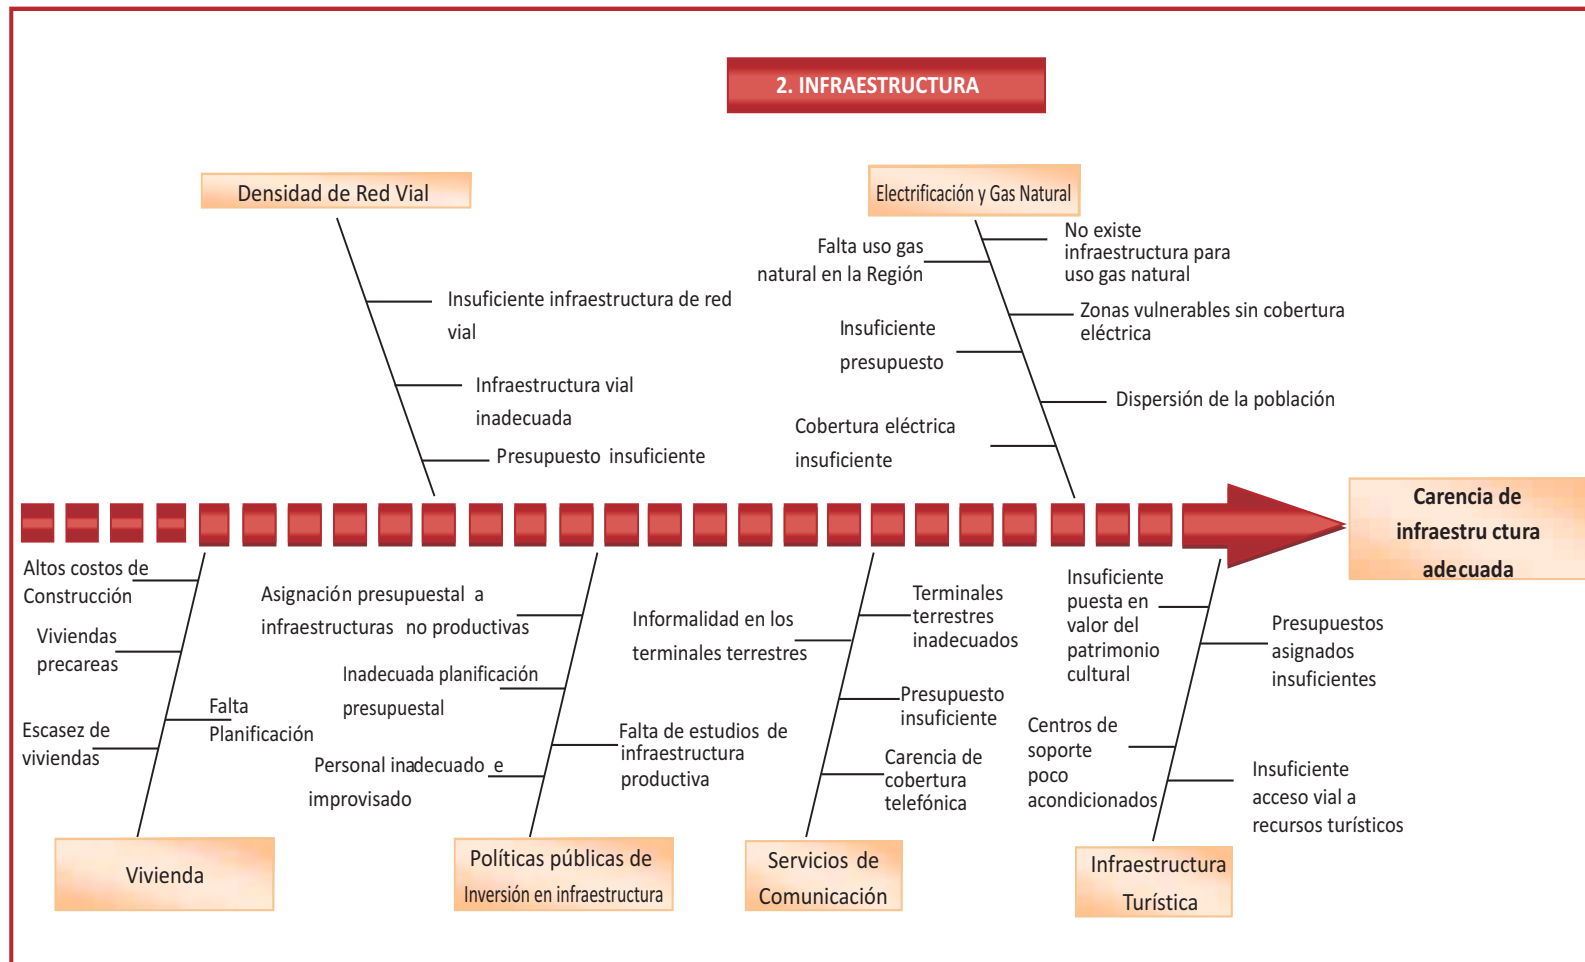 2. INFRAESTRUCTURA
Densidad de Red Vial
Insuficiente infraestructura de red
vial
Infraestructura vial
inadecuada
Presupuesto insuficiente
Electrificación y Gas Natural
Falta uso gas
natural en la Región
Insuficiente
presupuesto
Cobertura eléctrica
insuficiente
No existe
infraestructura para
uso gas natural
Zonas vulnerables sin cobertura
eléctrica
Dispersión de la población
Carencia de
infraestru ctura
adecuada
Altos costos de
Construcción
Viviendas
precareas
Escasez de
viviendas
Falta
Planificación
Vivienda
Asignación presupuestal a
infraestructuras no productivas
Inadecuada planificación
presupuestal
Personal inadecuado e
improvisado
Falta de estudios de
infraestructura
productiva
Políticas públicas de
Inversión en infraestructura
Informalidad en los
terminales terrestres
Terminales
terrestres
inadecuados
Presupuesto
insuficiente
Carencia de
cobertura
telefónica
Servicios de
Comunicación
Insuficiente
puesta en
valor del
patrimonio
cultural
Centros de
soporte
poco
acondicionados
Presupuestos
asignados
insuficientes
Insuficiente
acceso vial a
recursos turísticos
Infraestructura
Turística